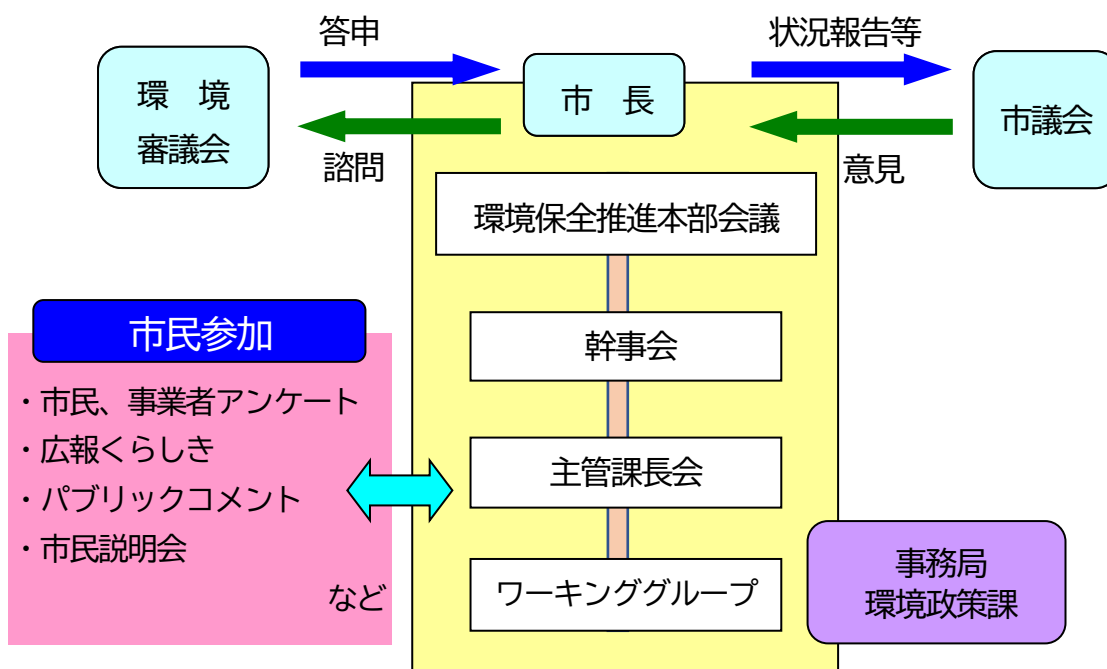 答申
状況報告等
環　境
審議会
市　長
市議会
諮問
意見
環境保全推進本部会議
市民参加
・市民、事業者アンケート
・広報くらしき
・パブリックコメント
・市民説明会
など
幹事会
主管課長会
ワーキンググループ
事務局
環境政策課